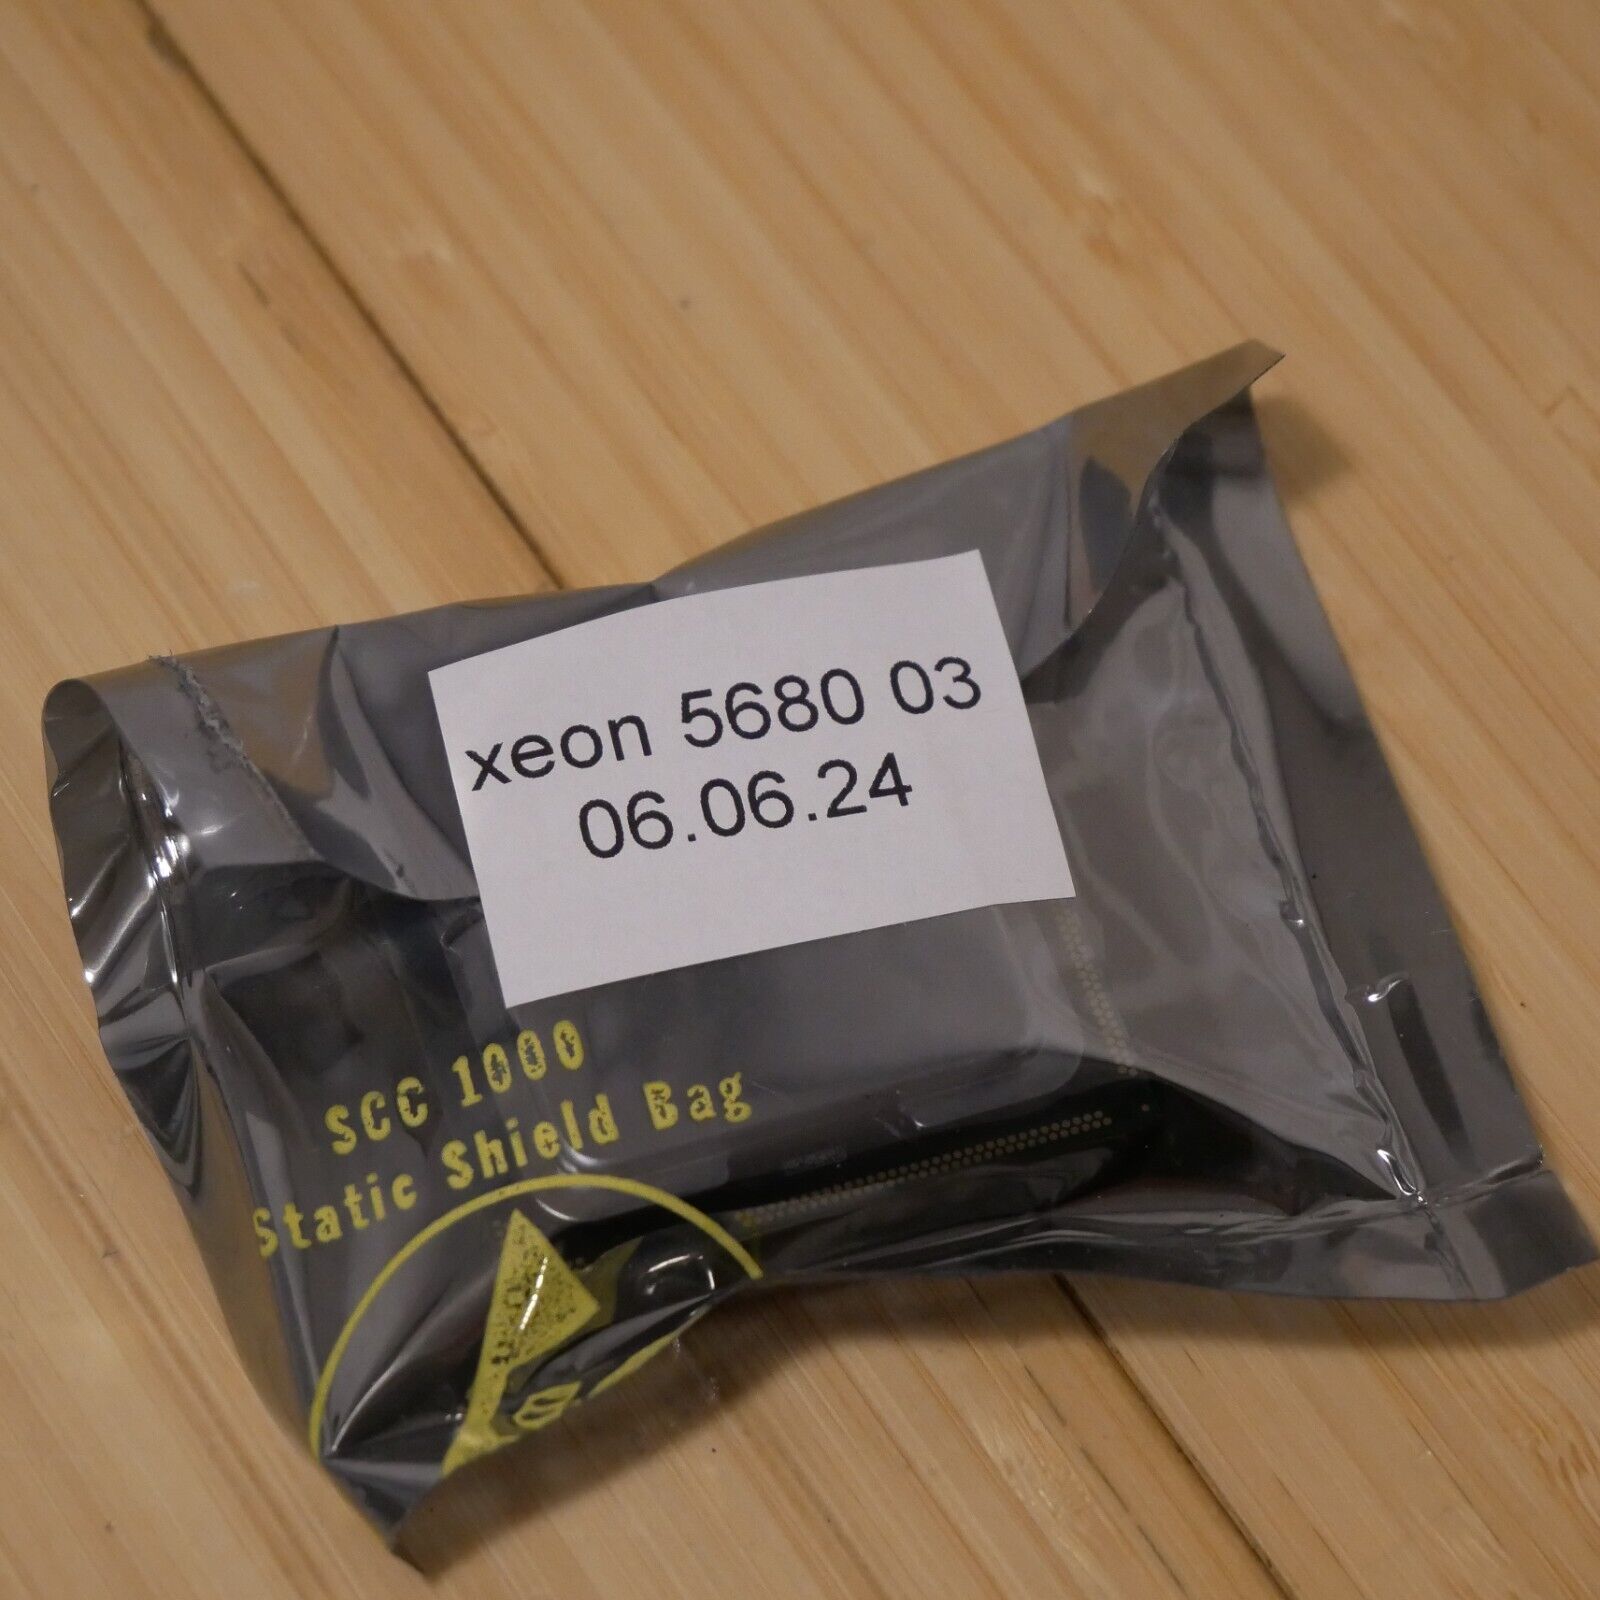 xeon 5680 03
06.06.24
SCC 1000
Static Shield Bag